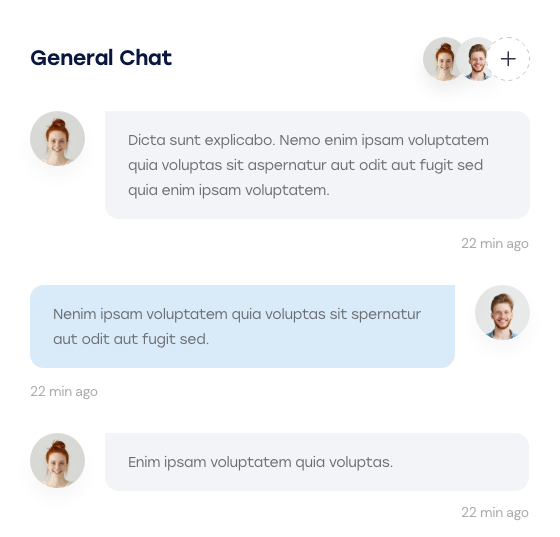 General Chat
Dicta sunt explicabo. Nemo enim ipsam voluptatem
quia voluptas sit aspernatur aut odit aut fugit sed
quia enim ipsam voluptatem.
22 min ago
Nenim ipsam voluptatem quia voluptas sit spernatur
aut odit aut fugit sed.
22 min ago
Enim ipsam voluptatem quia voluptas.
22 min ago